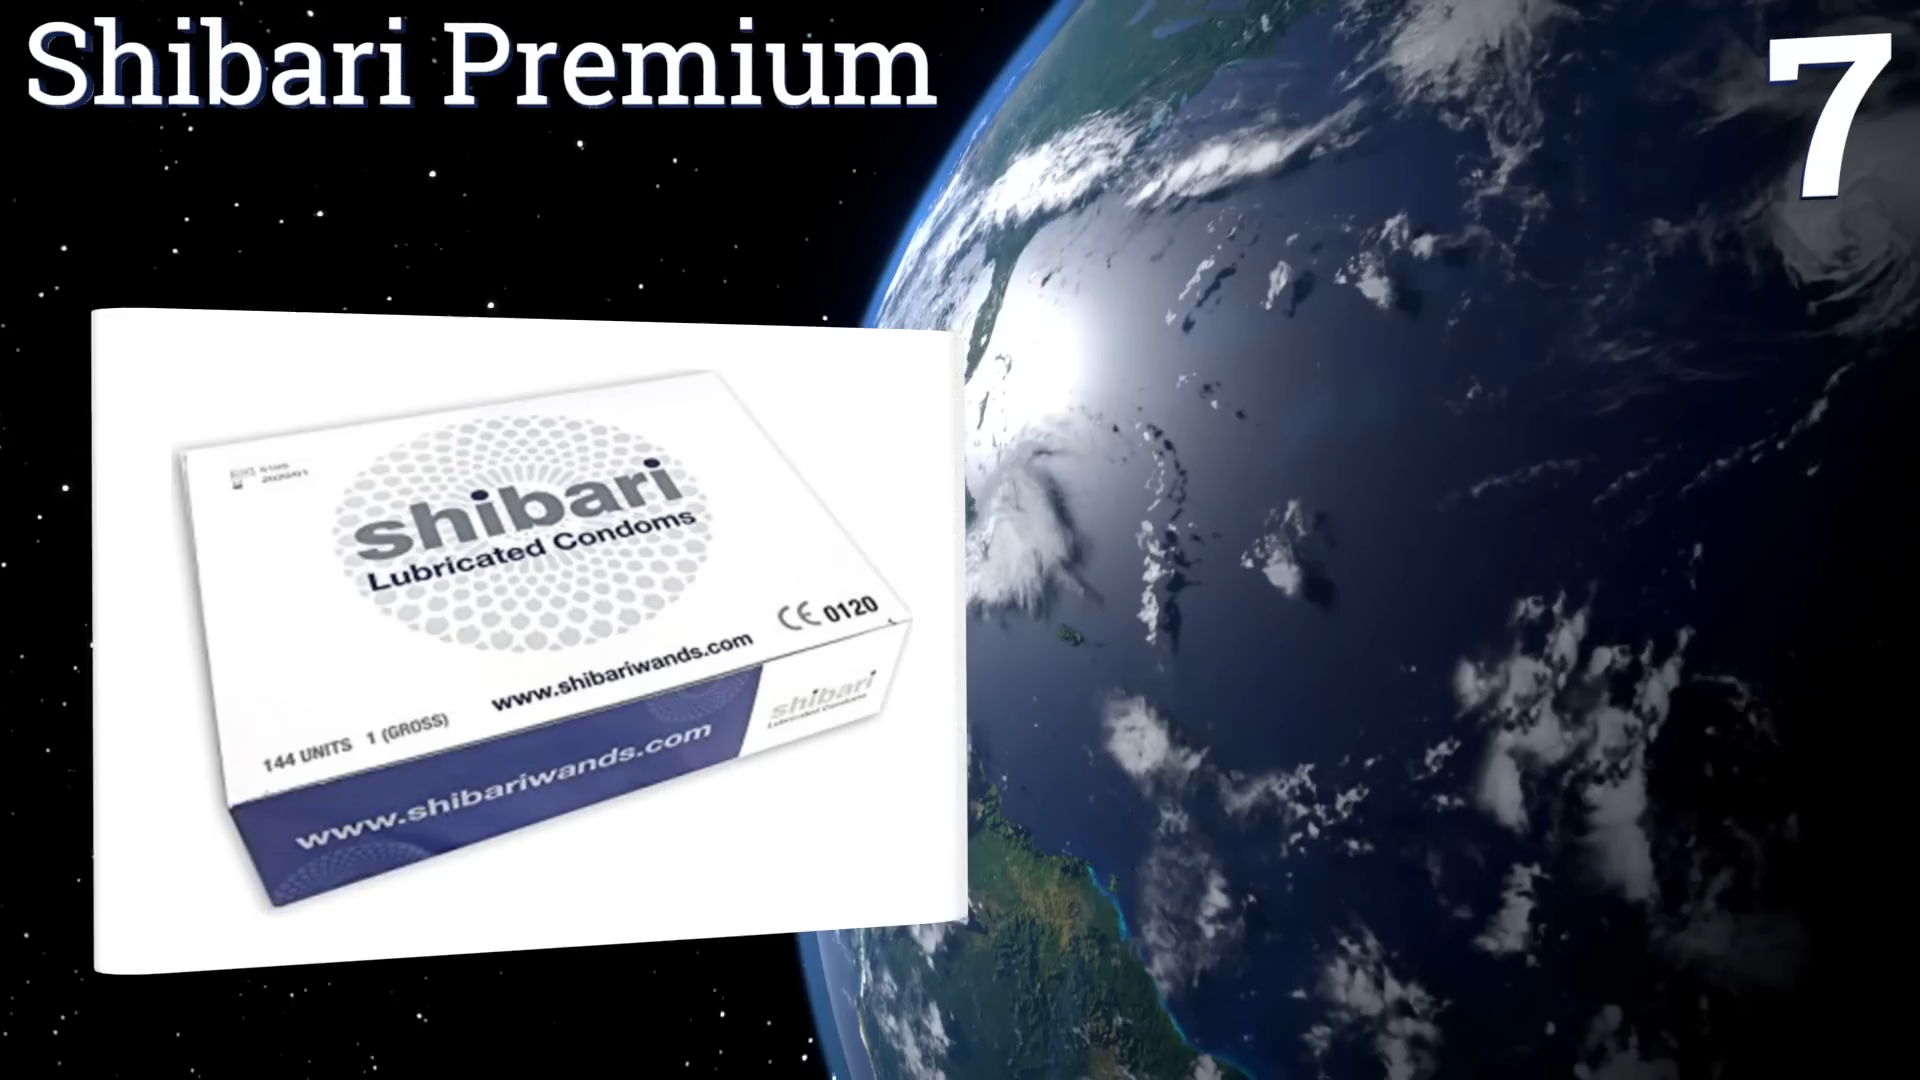 Shibari Premium
7
shibari
Lubricated Condoms
CE 0120
www.shibariwands.com
144 UNITS 1 (GROSS)
www.shibariwands.com
shibari
Lubricated Condoms